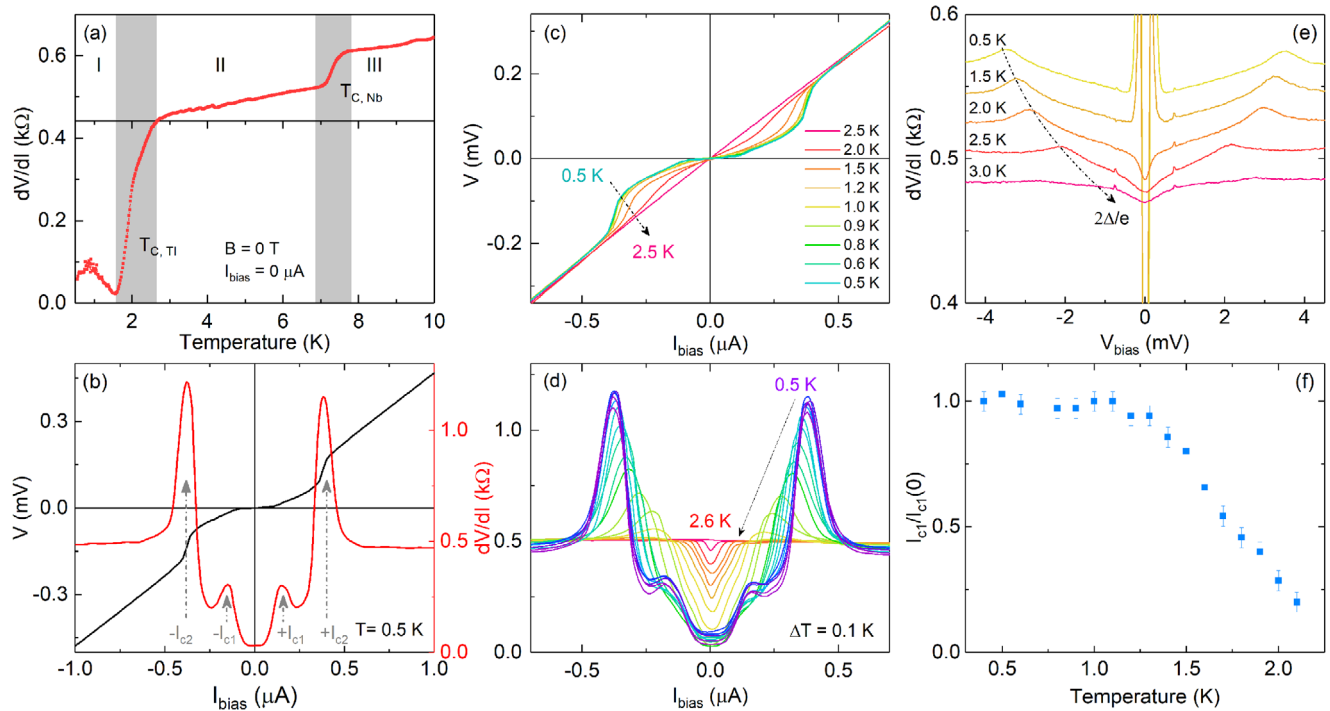 (a)
I
II
III
T_C, Nb
T_C, TI
B = 0 T
I_bias = 0 μA
dV/dI (kΩ)
0.6
0.4
0.2
0.0
2
4
6
8
10
Temperature (K)
(c)
V (mV)
0.2
0.0
-0.2
0.5 K
2.5 K
2.5 K
2.0 K
1.5 K
1.2 K
1.0 K
0.9 K
0.8 K
0.6 K
0.5 K
-0.5
0.0
0.5
I_bias (μA)
(e)
dV/dI (kΩ)
0.6
0.5
0.4
0.5 K
1.5 K
2.0 K
2.5 K
3.0 K
2Δ/e
-4
-2
0
2
4
V_bias (mV)
(b)
V (mV)
0.3
0.0
-0.3
-I_c2
-I_c1
+I_c1
+I_c2
T= 0.5 K
1.0
0.5
0.0
dV/dI (kΩ)
-1.0
-0.5
0.0
0.5
1.0
I_bias (μA)
(d)
1.0
0.5
0.0
0.5 K
2.6 K
ΔT = 0.1 K
-0.5
0.0
0.5
I_bias (μA)
(f)
I_c1/I_c1(0)
1.0
0.5
0.0
0.5
1.0
1.5
2.0
Temperature (K)